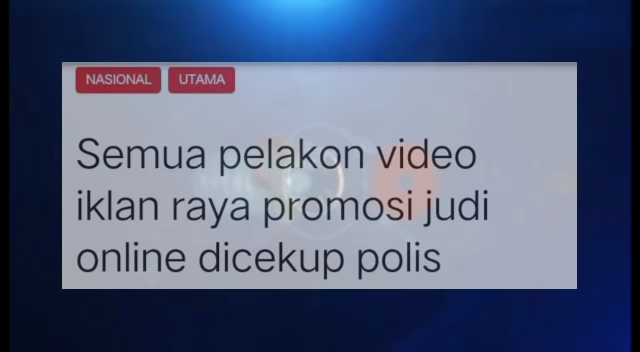 NASIONAL UTAMA
Semua pelakon video
iklan raya promosi judi
online dicekup polis